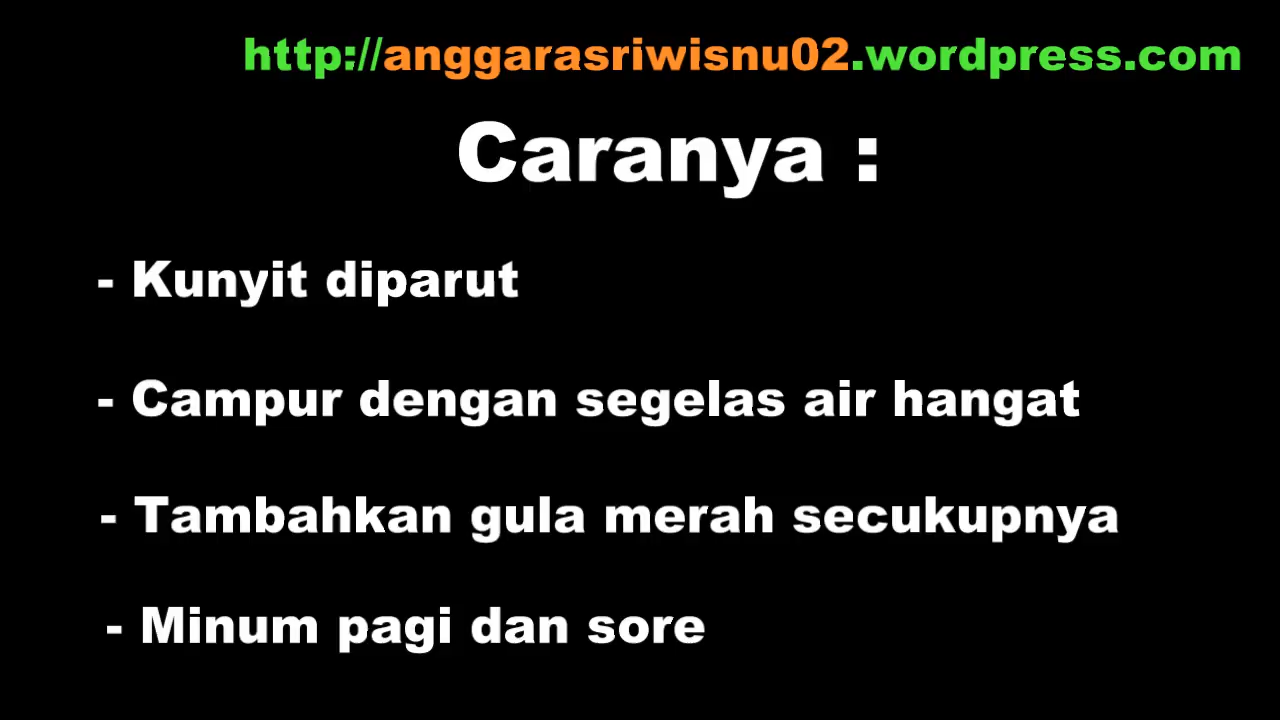 http://anggarasriwisnu02.wordpress.com
Caranya :
- Kunyit diparut
- Campur dengan segelas air hangat
- Tambahkan gula merah secukupnya
- Minum pagi dan sore